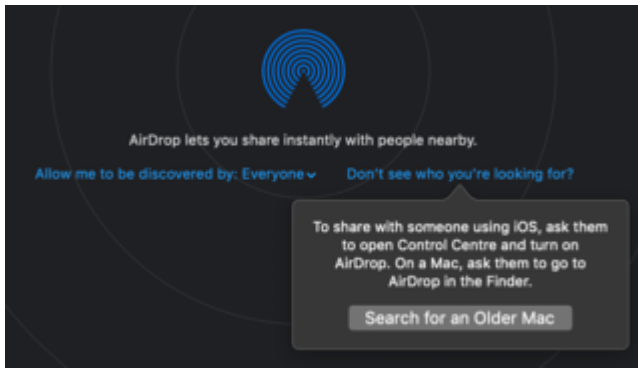 AirDrop lets you share instantly with people nearby.
Allow me to be discovered by: Everyone
Don't see who you're looking for?
To share with someone using iOS, ask them
to open Control Centre and turn on
AirDrop. On a Mac, ask them to go to
AirDrop in the Finder.
Search for an Older Mac